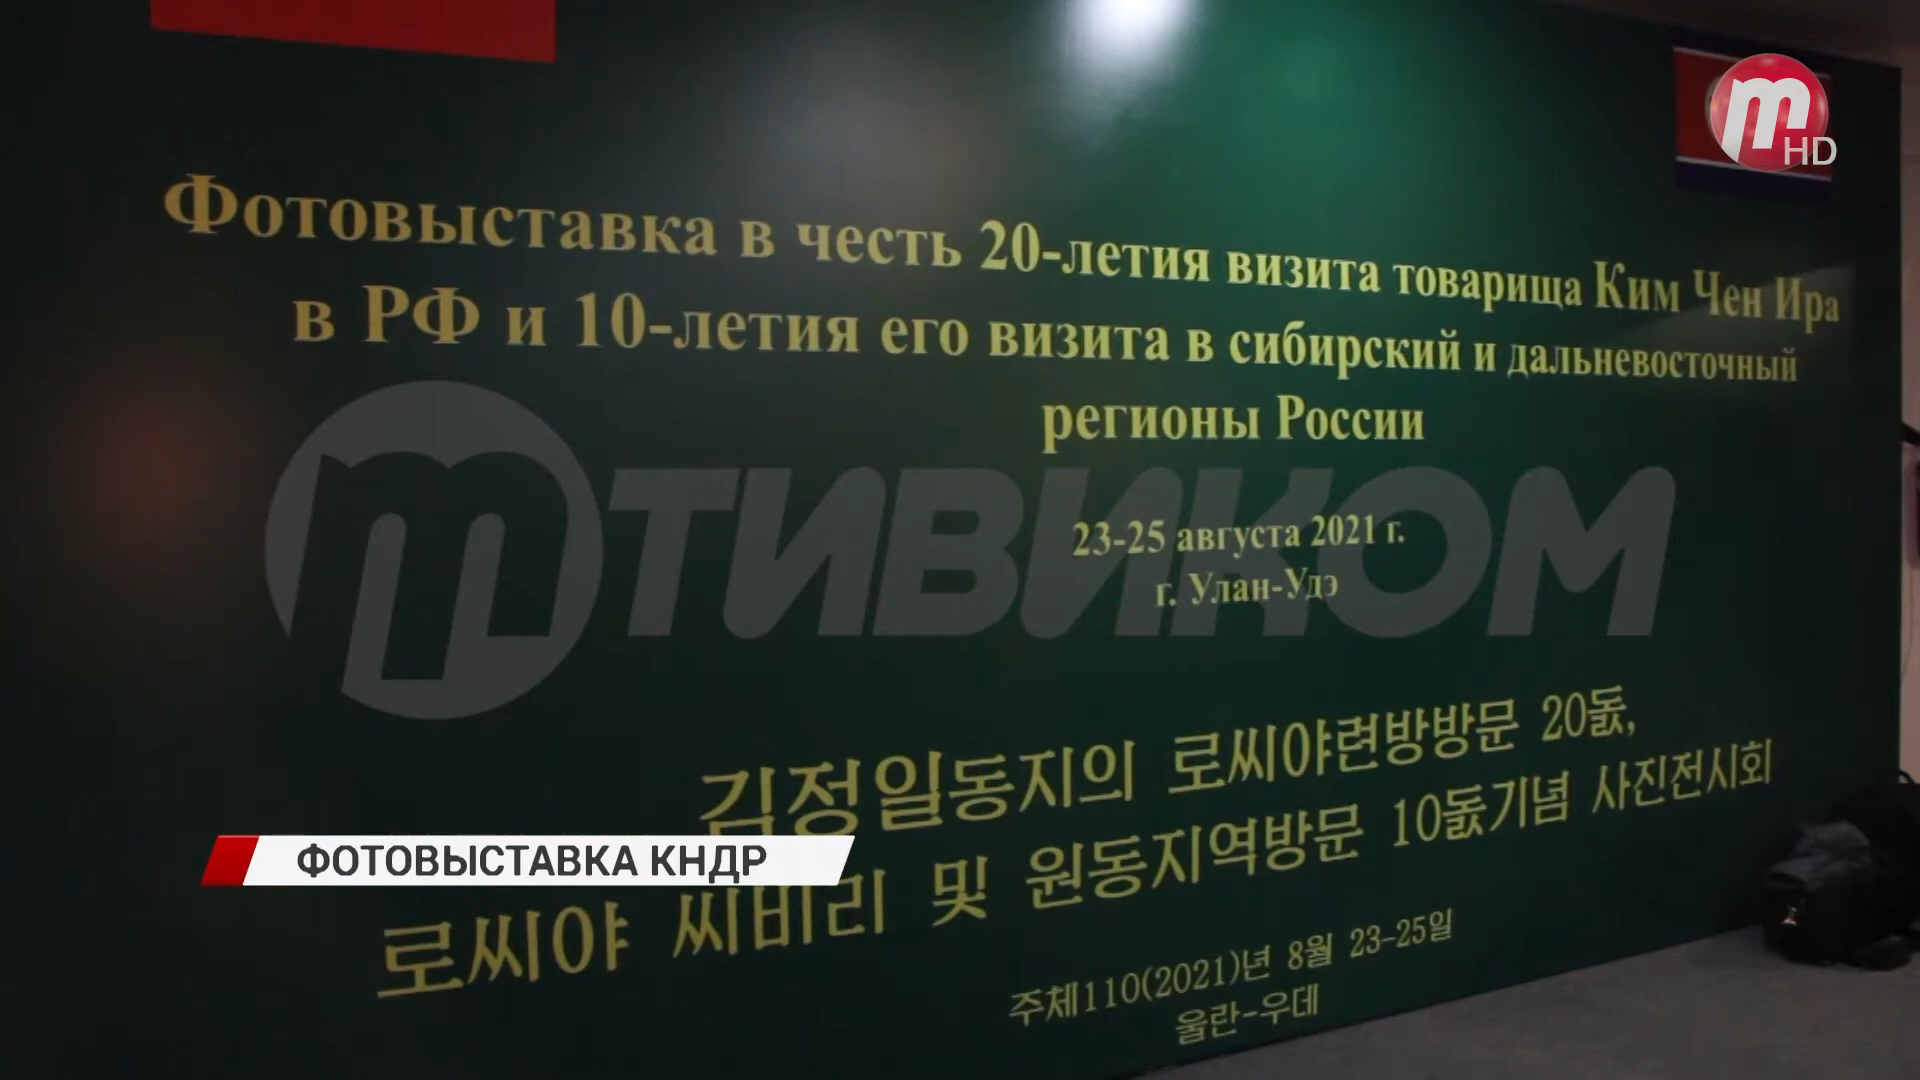 HD
Фотовыставка в честь 20-летия визита товарища Ким Чен Ира
в РФ и 10-летия его визита в сибирский и дальневосточный
регионы России
ТИВИКОМ
23-25 августа 2021 г.
г. Улан-Удэ
김정일동지의 로씨야련방방문 20돐,
ФОТОВЫСТАВКА КНДР
로씨야 씨비리 및 원동지역방문 10돐기념 사진전시회
주체110(2021)년 8월 23-25일
울란-우데